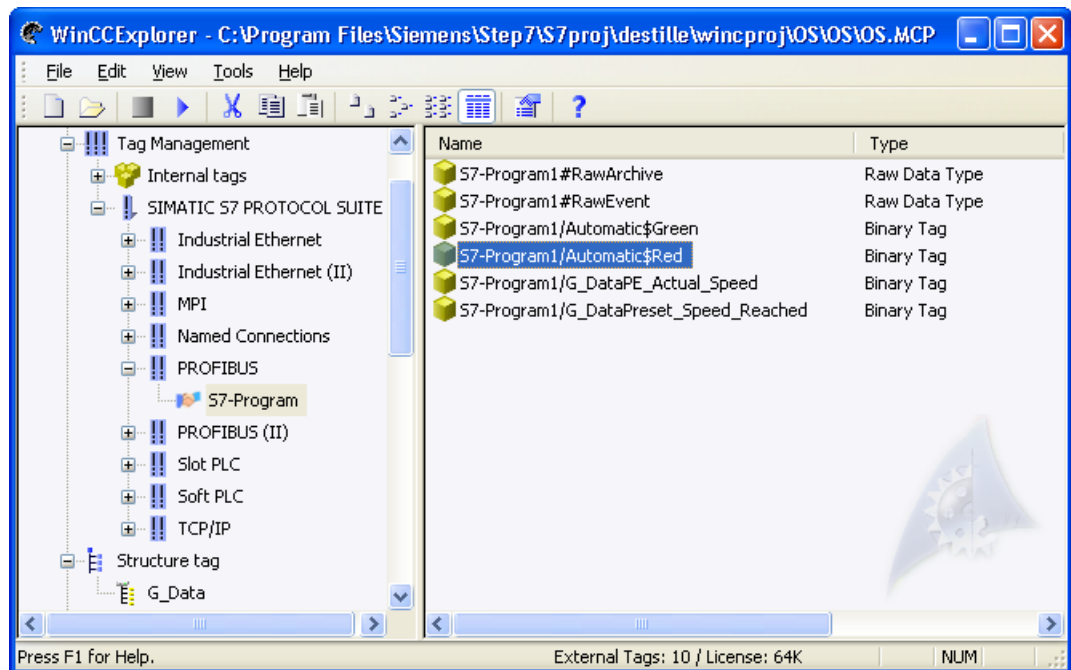 WinCCExplorer - C:\Program Files\Siemens\Step7\S7proj\destille\wincproj\OS\OS\OS.MCP
File Edit View Tools Help
Tag Management
Internal tags
SIMATIC S7 PROTOCOL SUITE
Industrial Ethernet
Industrial Ethernet (II)
MPI
Named Connections
PROFIBUS
S7-Program
PROFIBUS (II)
Slot PLC
Soft PLC
TCP/IP
Structure tag
G_Data
Name Type
S7-Program1#RawArchive Raw Data Type
S7-Program1#RawEvent Raw Data Type
S7-Program1/Automatic$Green Binary Tag
S7-Program1/Automatic$Red Binary Tag
S7-Program1/G_DataPE_Actual_Speed Binary Tag
S7-Program1/G_DataPreset_Speed_Reached Binary Tag
Press F1 for Help. External Tags: 10 / License: 64K NUM